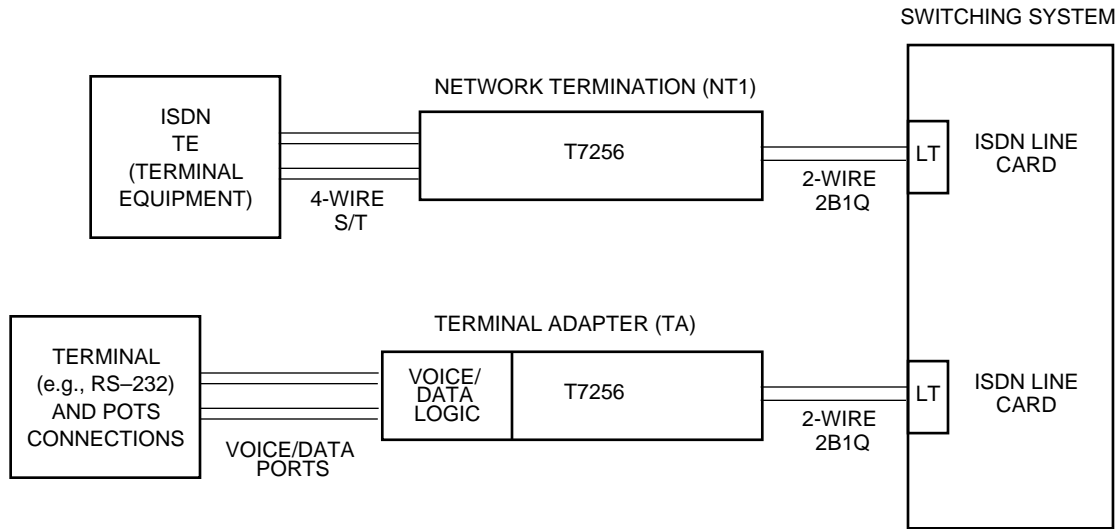 SWITCHING SYSTEM
NETWORK TERMINATION (NT1)
ISDN
TE
(TERMINAL
EQUIPMENT)
4-WIRE
S/T
T7256
2-WIRE
2B1Q
LT
ISDN LINE
CARD
TERMINAL ADAPTER (TA)
TERMINAL
(e.g., RS–232)
AND POTS
CONNECTIONS
VOICE/DATA
PORTS
VOICE/
DATA
LOGIC
T7256
2-WIRE
2B1Q
LT
ISDN LINE
CARD